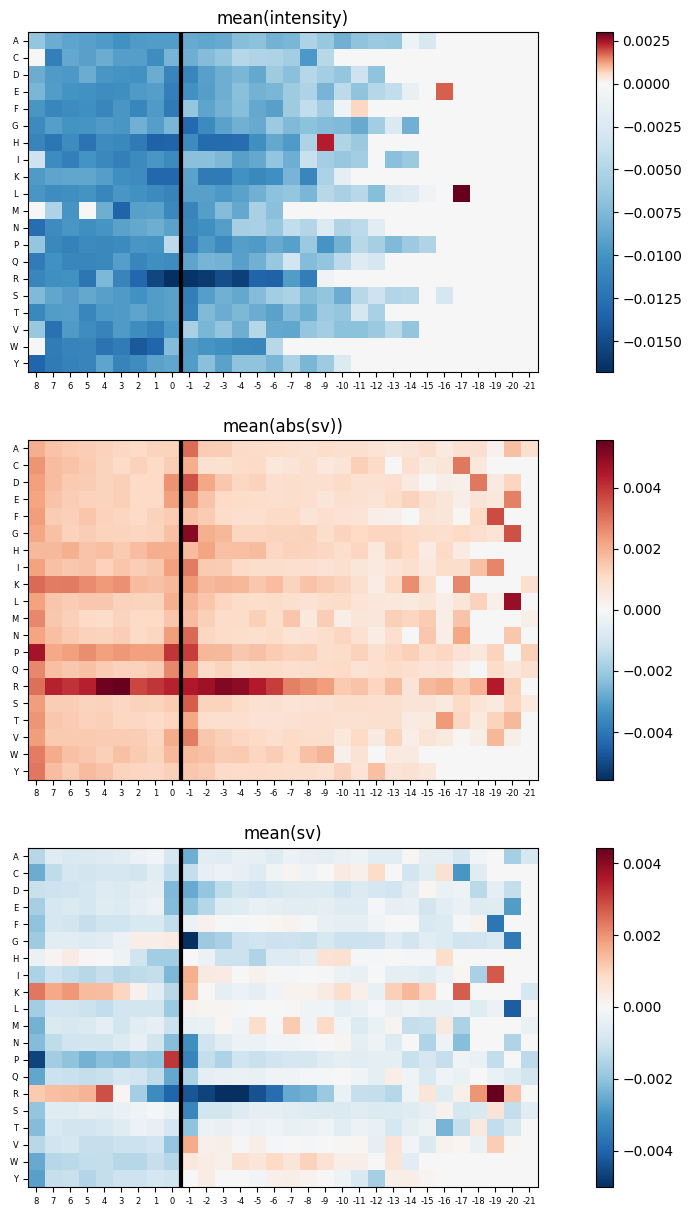 mean(intensity)
A
C
D
E
F
G
H
I
K
L
M
N
P
Q
R
S
T
V
W
Y
8 7 6 5 4 3 2 1 0 -1 -2 -3 -4 -5 -6 -7 -8 -9 -10 -11 -12 -13 -14 -15 -16 -17 -18 -19 -20 -21
0.0025
0.0000
−0.0025
−0.0050
−0.0075
−0.0100
−0.0125
−0.0150
mean(abs(sv))
A
C
D
E
F
G
H
I
K
L
M
N
P
Q
R
S
T
V
W
Y
8 7 6 5 4 3 2 1 0 -1 -2 -3 -4 -5 -6 -7 -8 -9 -10 -11 -12 -13 -14 -15 -16 -17 -18 -19 -20 -21
0.004
0.002
0.000
−0.002
−0.004
mean(sv)
A
C
D
E
F
G
H
I
K
L
M
N
P
Q
R
S
T
V
W
Y
8 7 6 5 4 3 2 1 0 -1 -2 -3 -4 -5 -6 -7 -8 -9 -10 -11 -12 -13 -14 -15 -16 -17 -18 -19 -20 -21
0.004
0.002
0.000
−0.002
−0.004